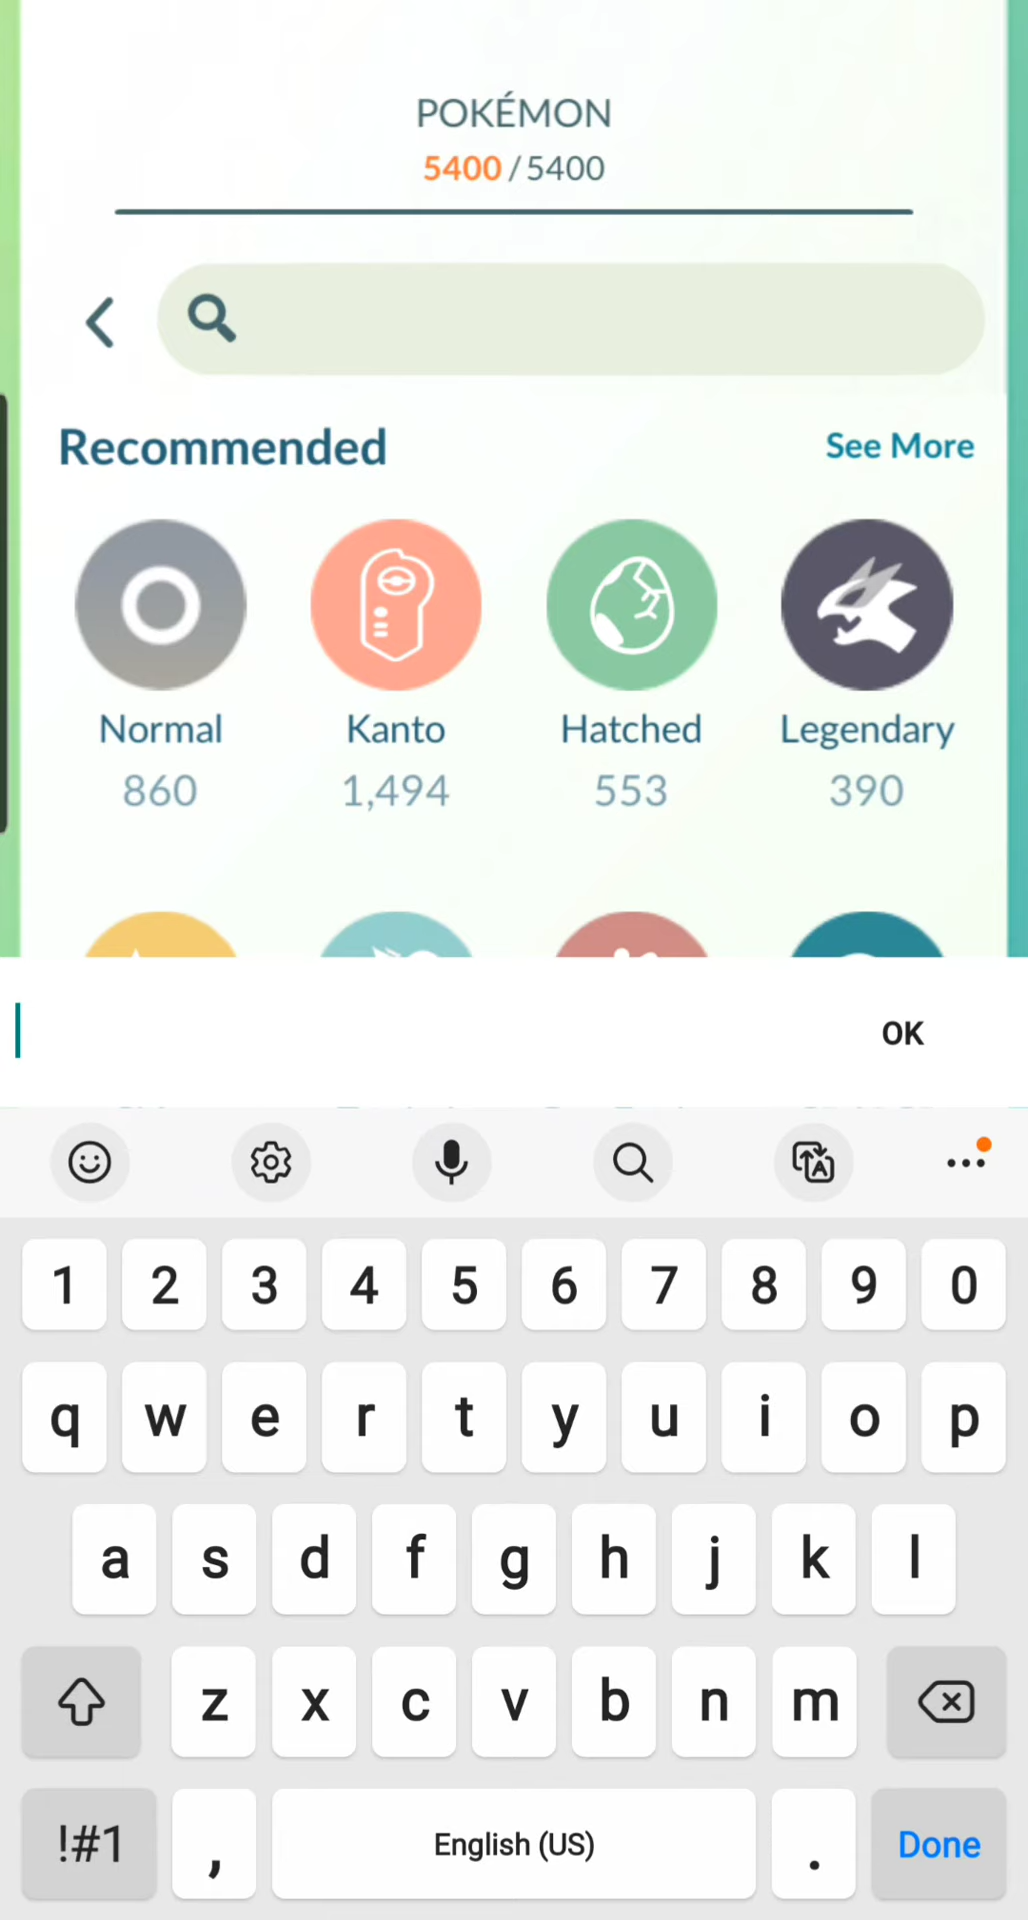 POKÉMON
5400/5400
Recommended
See More
Normal
Kanto
Hatched
Legendary
860
1,494
553
390
OK
1 2 3 4 5 6 7 8 9 0
q w e r t y u i o p
a s d f g h j k l
z x c v b n m
!#1 , English (US) . Done